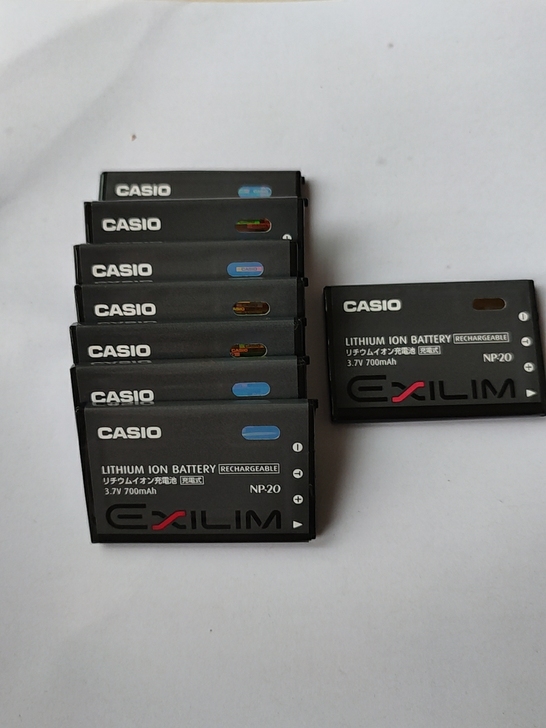 CASIO
CASIO
CASIO
CASIO
CASIO
CASIO
CASIO
LITHIUM ION BATTERY RECHARGEABLE
リチウムイオン充電池 充電式
3.7V 700mAh NP-20
EXILIM
CASIO
LITHIUM ION BATTERY RECHARGEABLE
リチウムイオン充電池 充電式
3.7V 700mAh NP-20
EXILIM